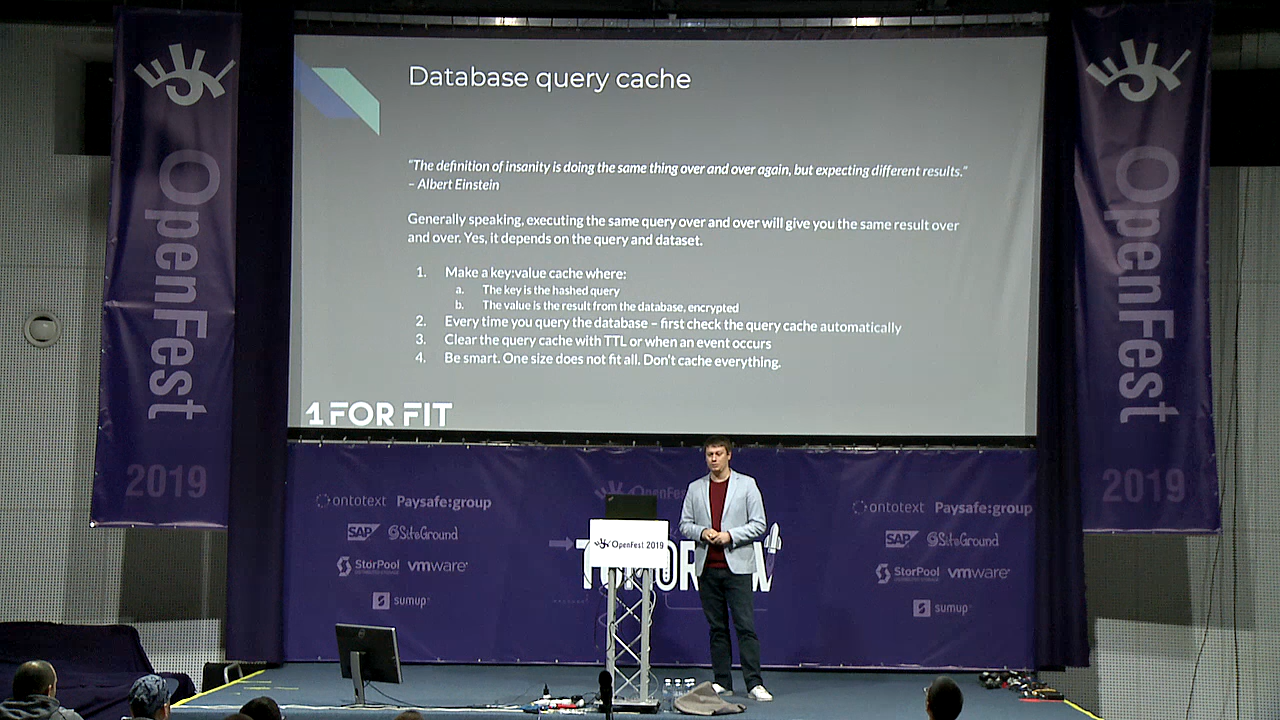 Database query cache
"The definition of insanity is doing the same thing over and over again, but expecting different results."
– Albert Einstein
Generally speaking, executing the same query over and over will give you the same result over
and over. Yes, it depends on the query and dataset.
1. Make a key:value cache where:
a. The key is the hashed query
b. The value is the result from the database, encrypted
2. Every time you query the database – first check the query cache automatically
3. Clear the query cache with TTL or when an event occurs
4. Be smart. One size does not fit all. Don't cache everything.
1 FOR FIT
OpenFest
2019
OpenFest
2019
ontotext Paysafe:group
SAP SiteGround
StorPool vmware
sumup
OpenFest
OpenFest 2019
ontotext Paysafe:group
SAP SiteGround
StorPool vmware
sumup